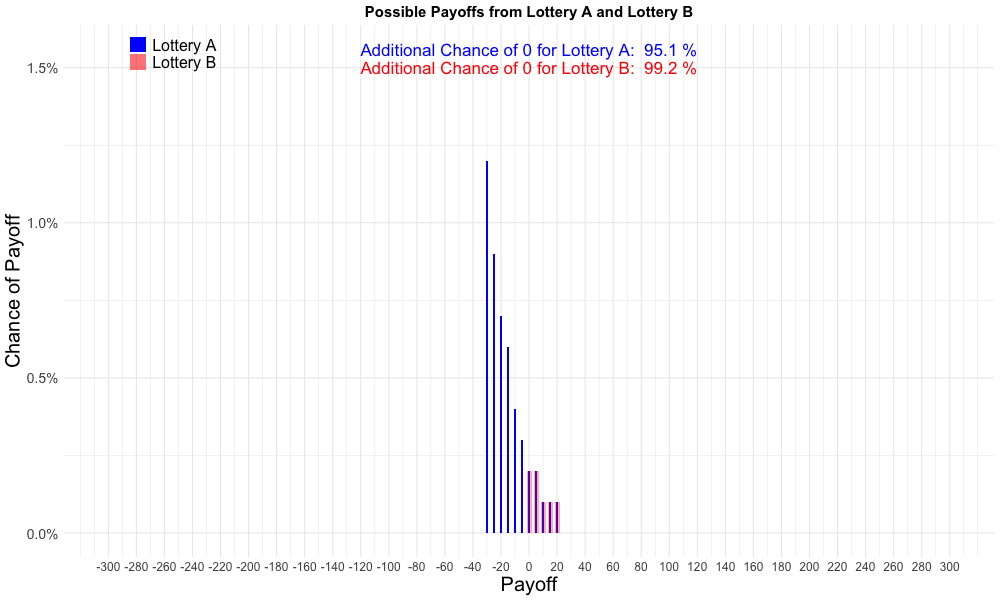 Possible Payoffs from Lottery A and Lottery B
Lottery A
Lottery B
Additional Chance of 0 for Lottery A: 95.1 %
Additional Chance of 0 for Lottery B: 99.2 %
Chance of Payoff
1.5%
1.0%
0.5%
0.0%
-300 -280 -260 -240 -220 -200 -180 -160 -140 -120 -100 -80 -60 -40 -20 0 20 40 60 80 100 120 140 160 180 200 220 240 260 280 300
Payoff